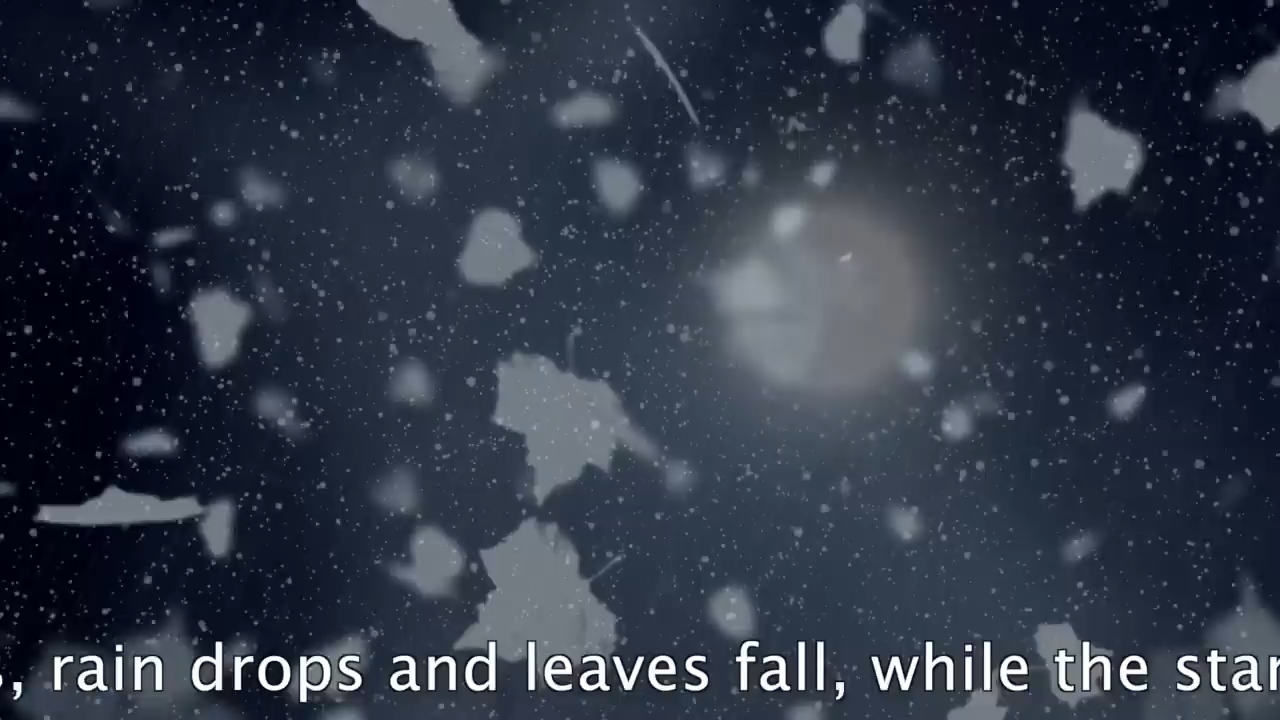 , rain drops and leaves fall, while the star